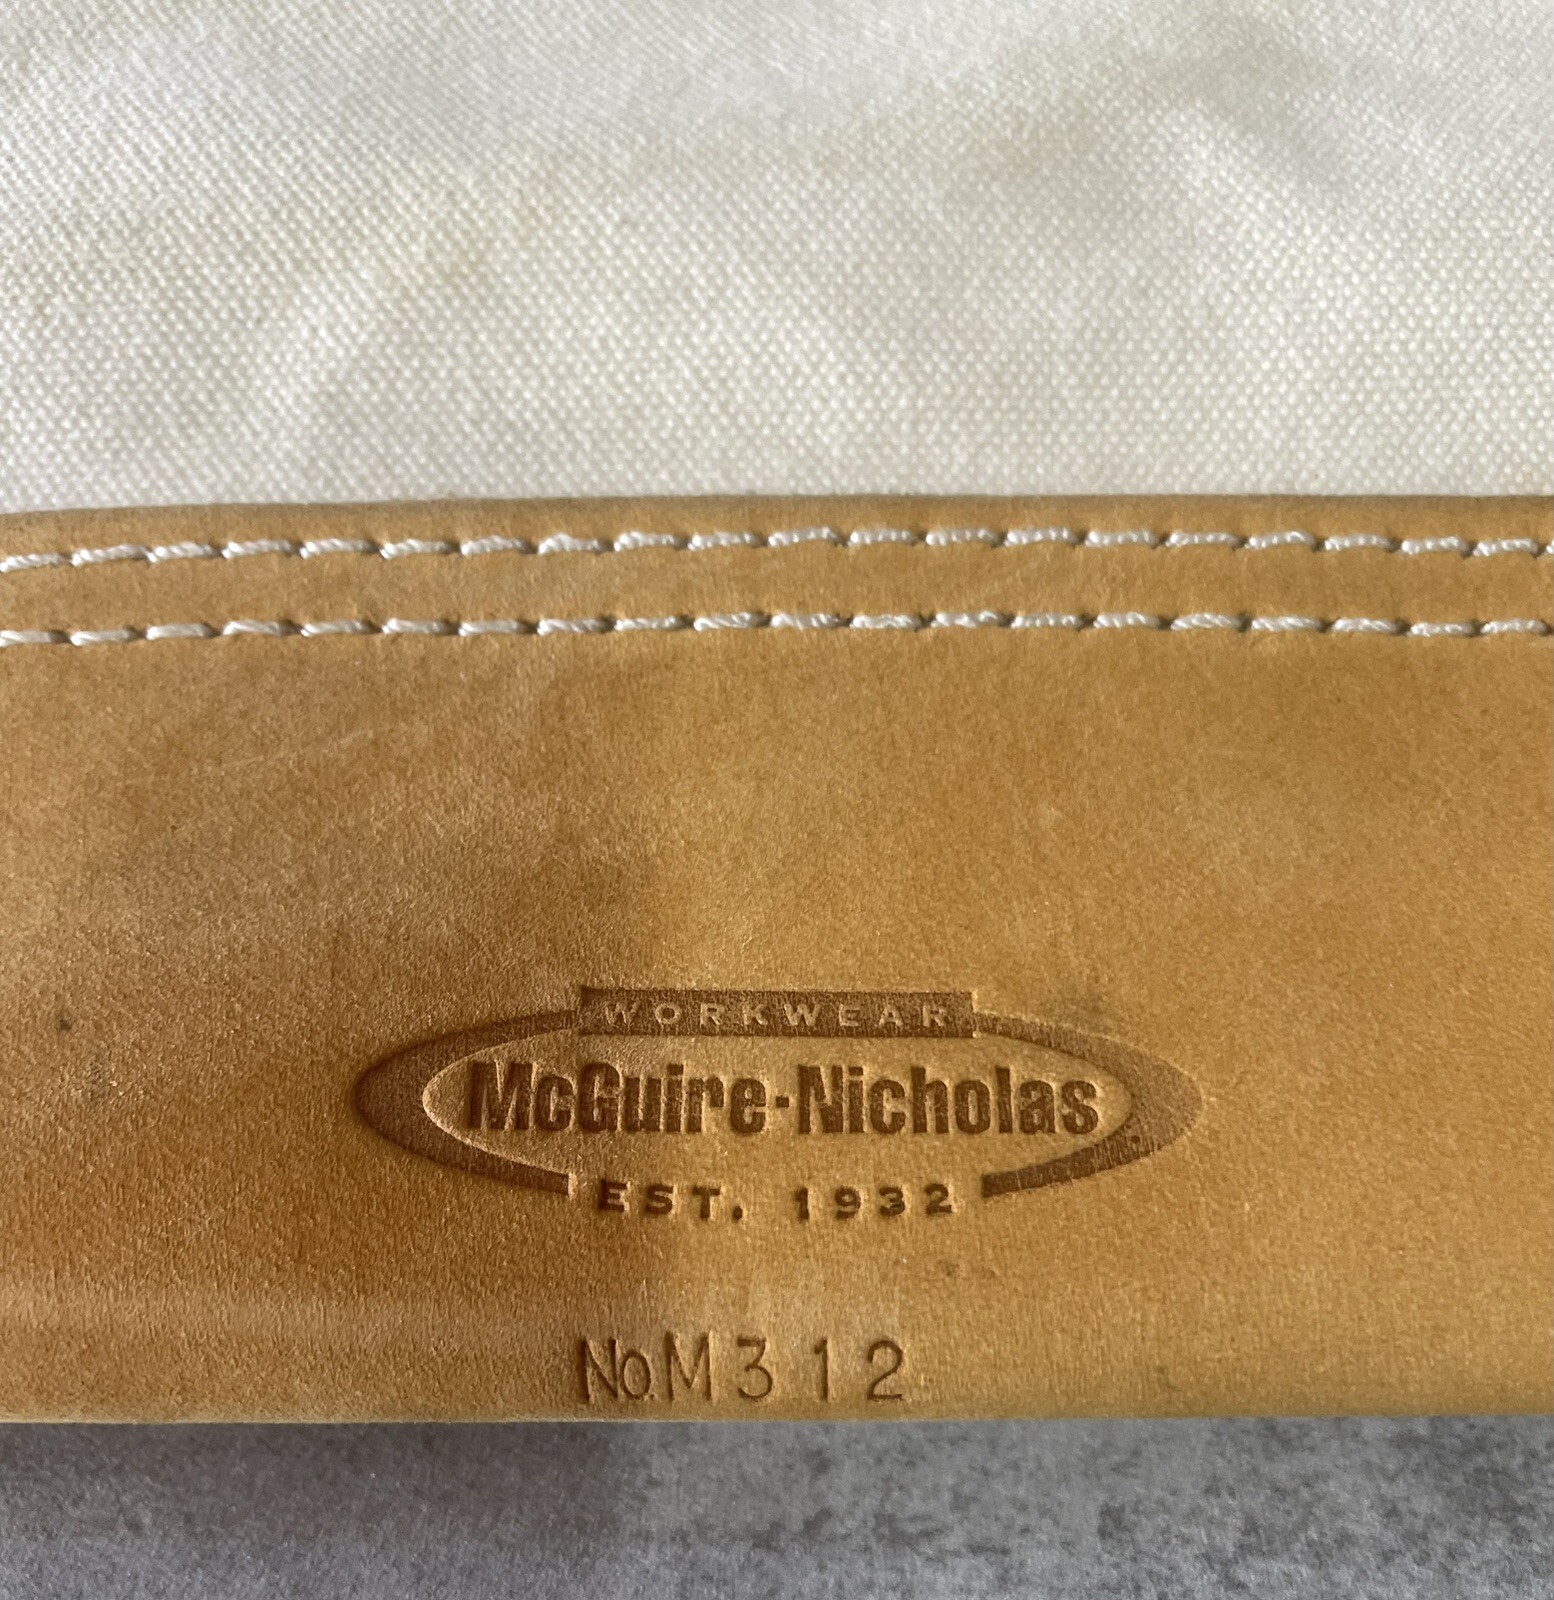 WORKWEAR
McGuire-Nicholas
EST. 1932
No. M312